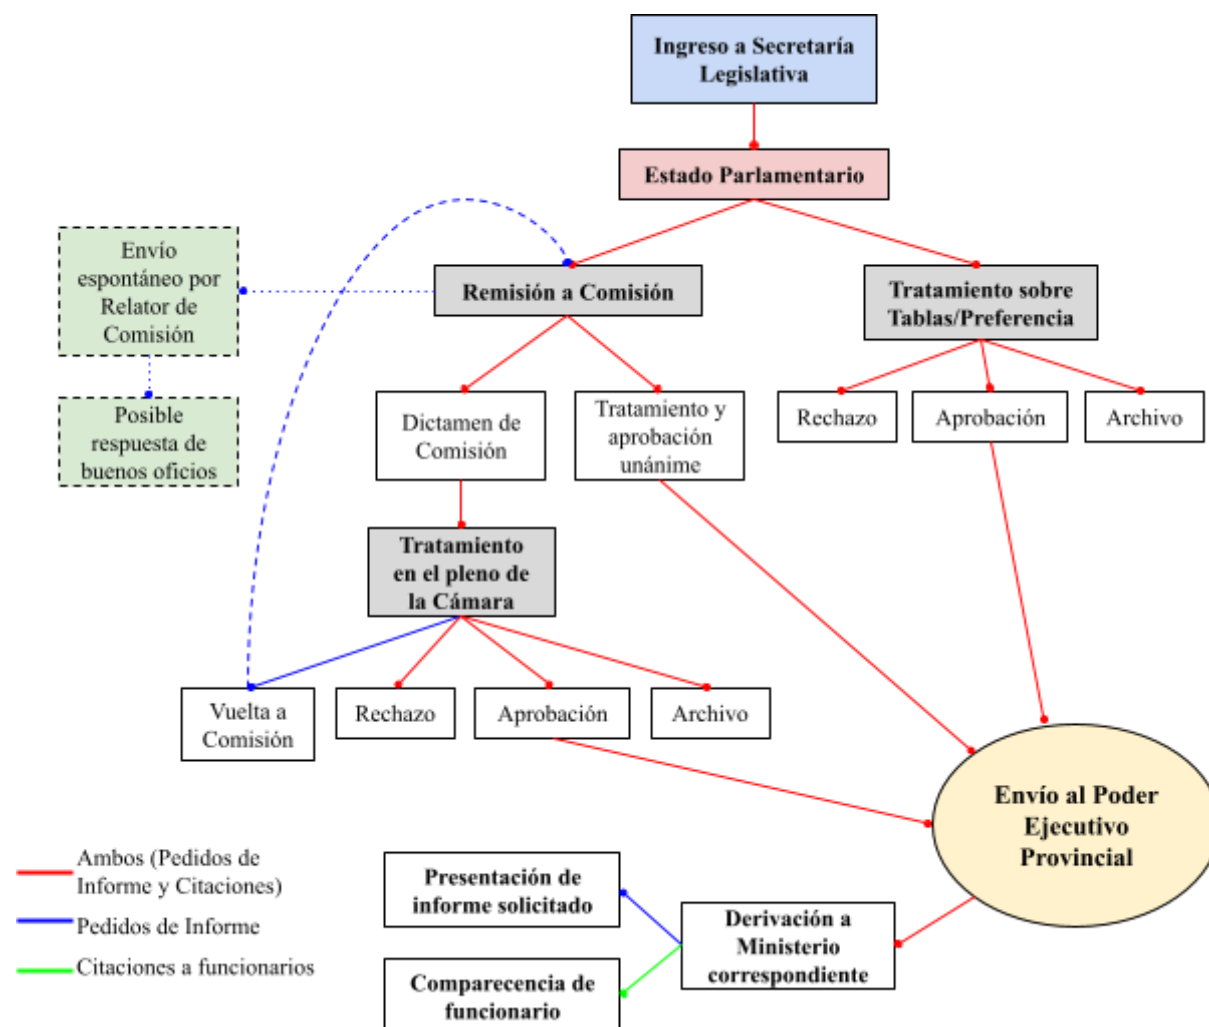 Ingreso a Secretaría
Legislativa
Estado Parlamentario
Envío
espontáneo por
Relator de
Comisión
Remisión a Comisión
Tratamiento sobre
Tablas/Preferencia
Posible
respuesta de
buenos oficios
Dictamen de
Comisión
Tratamiento y
aprobación
unánime
Rechazo
Aprobación
Archivo
Tratamiento
en el pleno de
la Cámara
Vuelta a
Comisión
Rechazo
Aprobación
Archivo
Envío al Poder
Ejecutivo
Provincial
Ambos (Pedidos de
Informe y Citaciones)
Pedidos de Informe
Citaciones a funcionarios
Presentación de
informe solicitado
Derivación a
Ministerio
correspondiente
Comparecencia de
funcionario